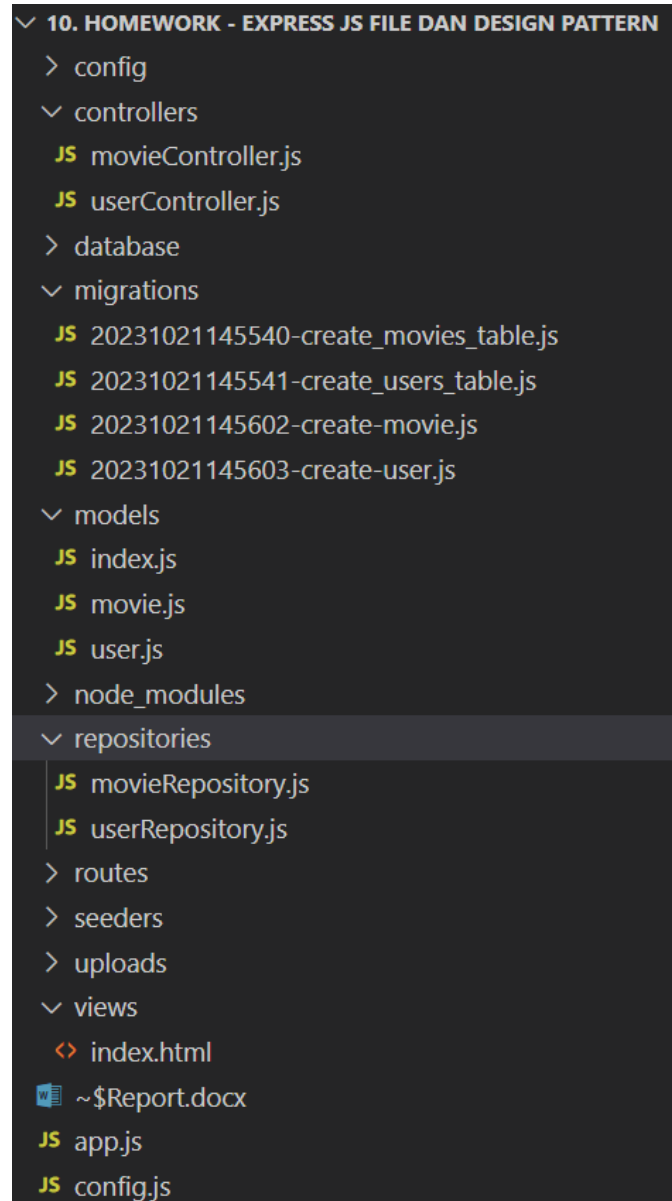 10. HOMEWORK - EXPRESS JS FILE DAN DESIGN PATTERN
config
controllers
JS movieController.js
JS userController.js
database
migrations
JS 20231021145540-create_movies_table.js
JS 20231021145541-create_users_table.js
JS 20231021145602-create-movie.js
JS 20231021145603-create-user.js
models
JS index.js
JS movie.js
JS user.js
node_modules
repositories
JS movieRepository.js
JS userRepository.js
routes
seeders
uploads
views
<> index.html
W ~$Report.docx
JS app.js
JS config.js